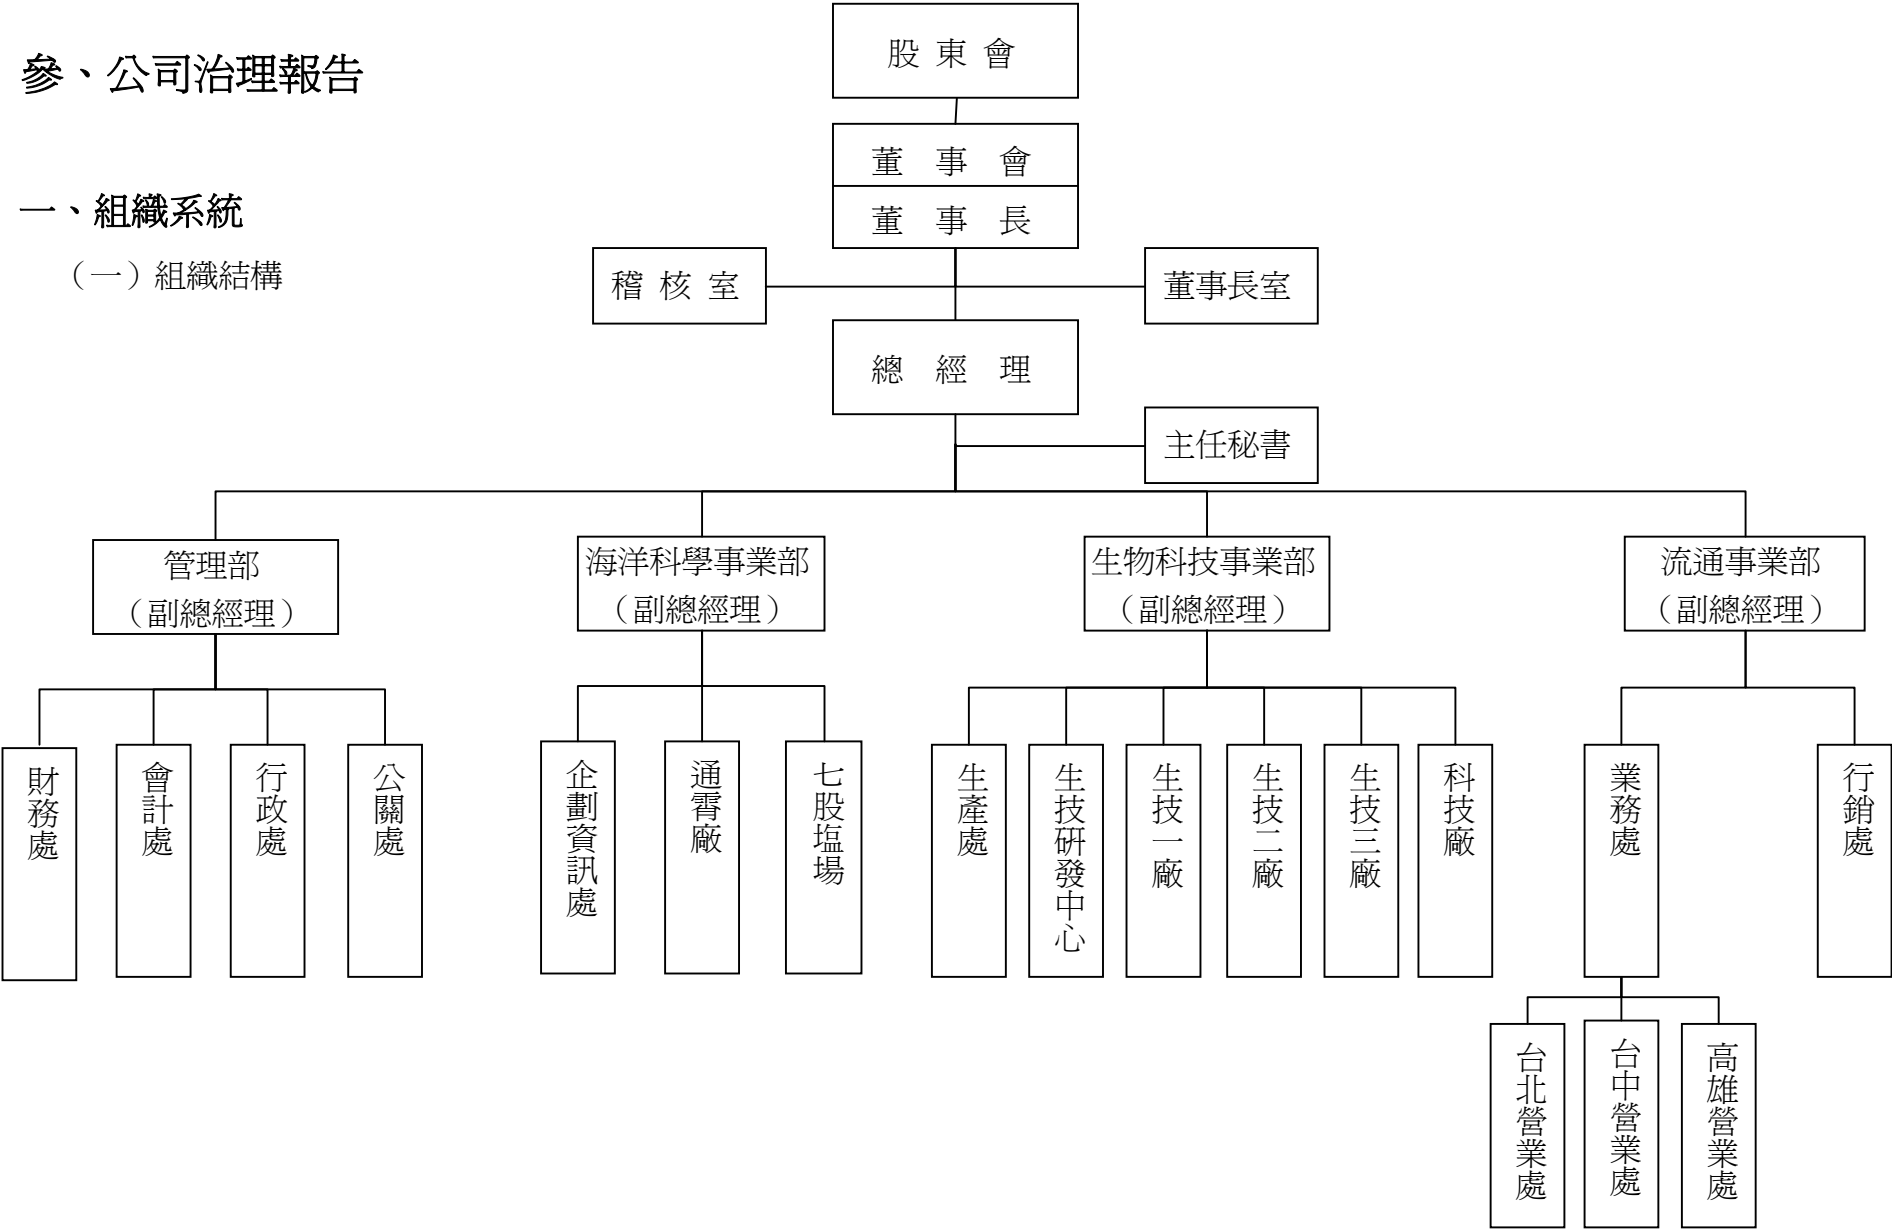 參、公司治理報告
一、組織系統
（一）組織結構
股 東 會
董 事 會
董 事 長
稽 核 室
董事長室
總 經 理
主任秘書
管理部
（副總經理）
海洋科學事業部
（副總經理）
生物科技事業部
（副總經理）
流通事業部
（副總經理）
財務處
會計處
行政處
公關處
企劃資訊處
通霄廠
七股塩場
生產處
生技研發中心
生技一廠
生技二廠
生技三廠
科技廠
業務處
行銷處
台北營業處
台中營業處
高雄營業處